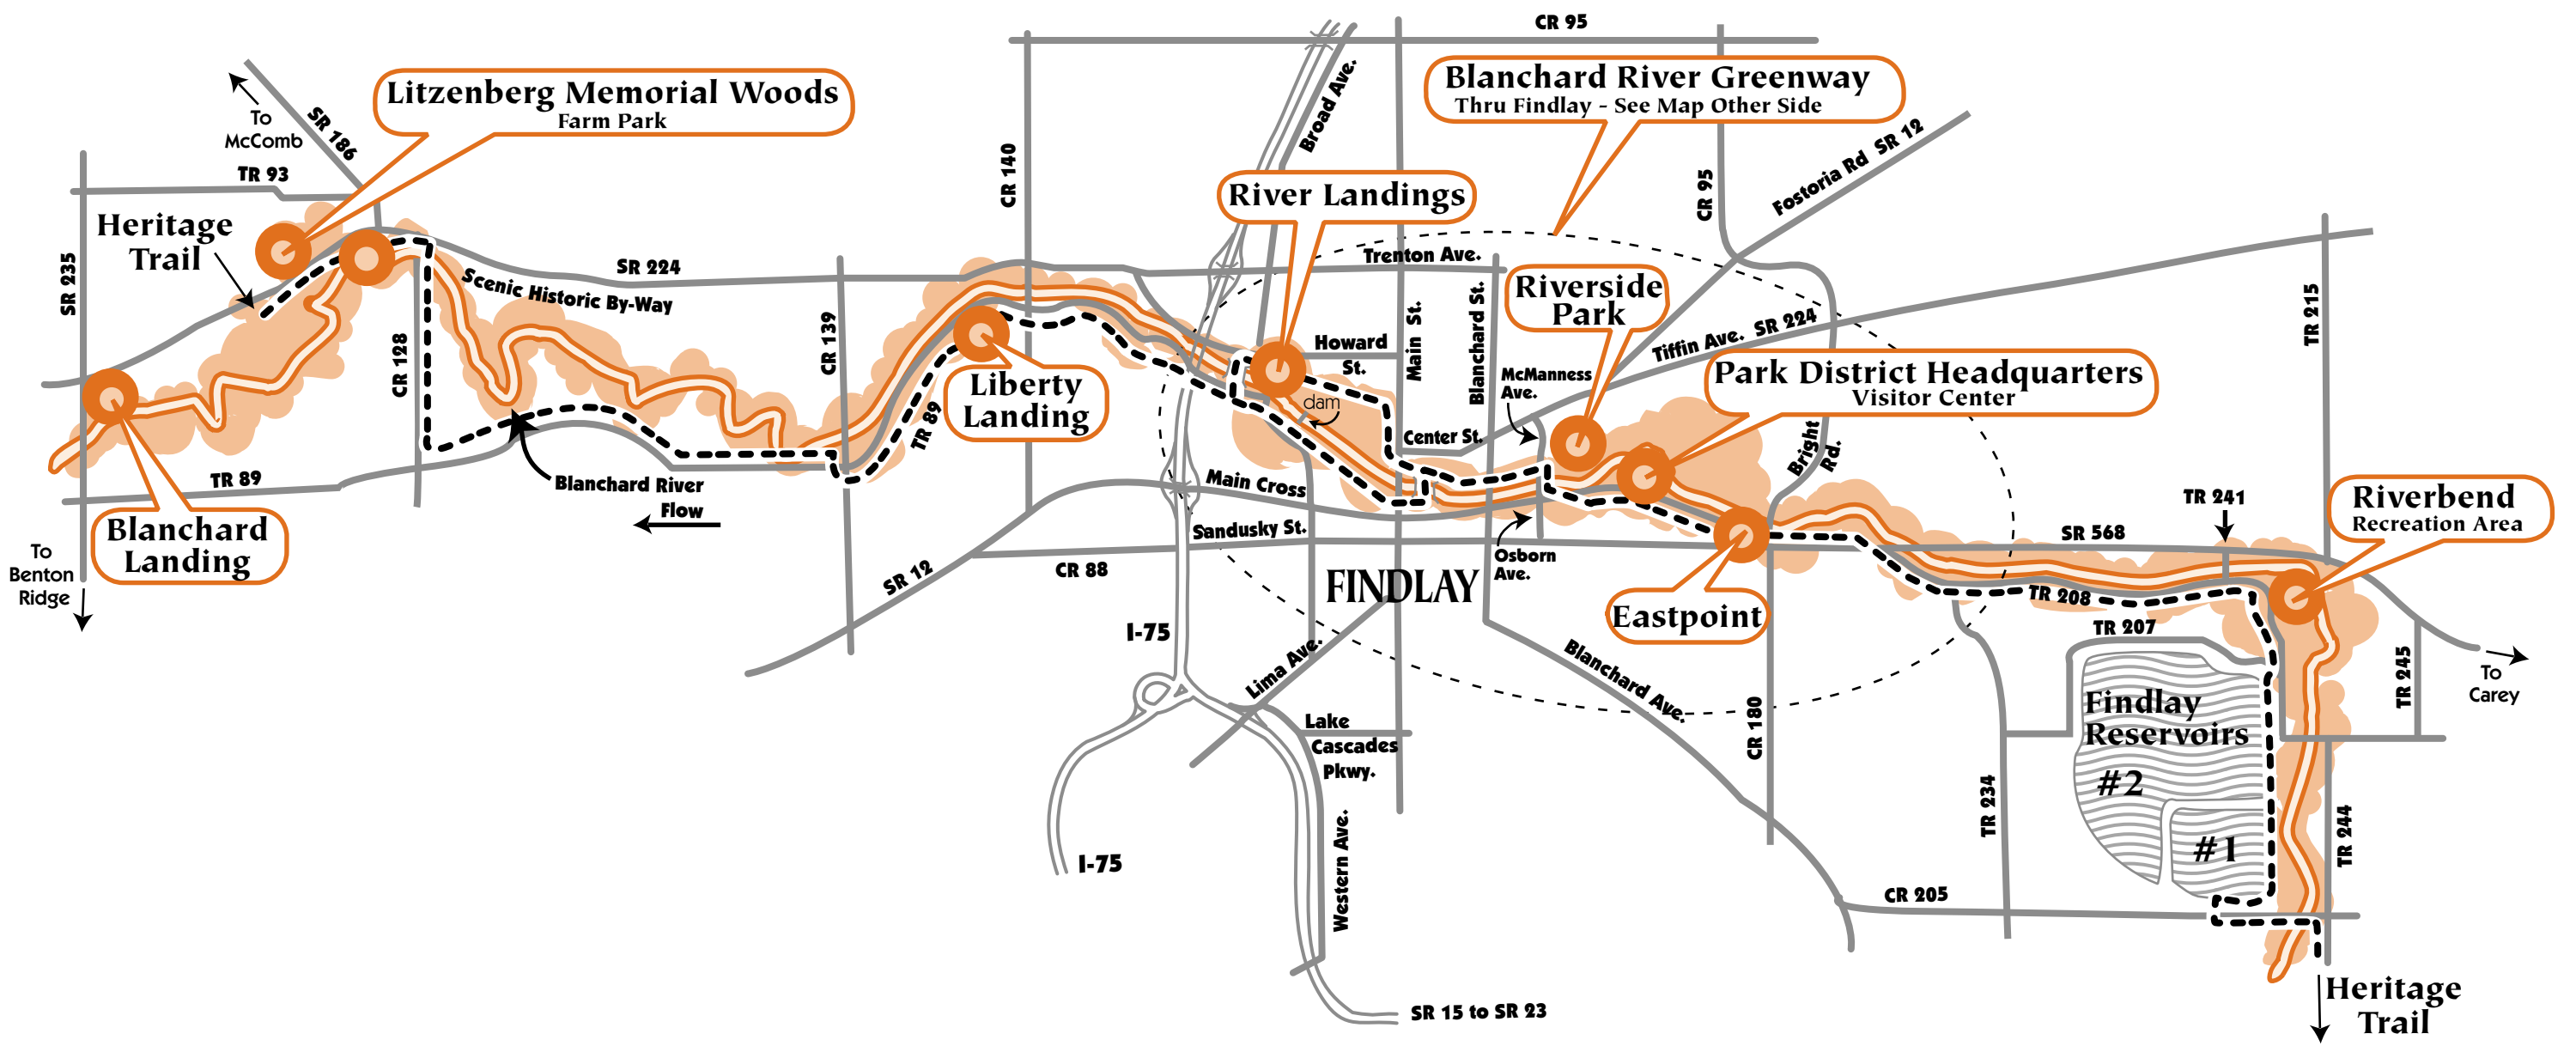 CR 95
Litzenberg Memorial Woods
Farm Park
Blanchard River Greenway
Thru Findlay - See Map Other Side
To
McComb
SR 186
TR 93
Heritage
Trail
SR 235
SR 224
Scenic Historic By-Way
CR 128
CR 139
CR 140
Broad Ave.
River Landings
Trenton Ave.
Fostoria Rd SR 12
CR 95
Riverside
Park
Main St.
Blanchard St.
Howard
St.
McManness
Ave.
Tiffin Ave. SR 224
Park District Headquarters
Visitor Center
TR 215
Liberty
Landing
TR 89
dam
Center St.
Bright
Rd.
TR 89
Blanchard River
Flow
Main Cross
Sandusky St.
Blanchard
Landing
To
Benton
Ridge
SR 12
CR 88
FINDLAY
Osborn
Ave.
Eastpoint
TR 241
Riverbend
Recreation Area
SR 568
TR 208
TR 207
To
Carey
TR 245
I-75
Lima Ave.
Blanchard Ave.
CR 180
Lake
Cascades
Pkwy.
Findlay
Reservoirs
#2
#1
TR 234
TR 244
I-75
Western Ave.
CR 205
SR 15 to SR 23
Heritage
Trail